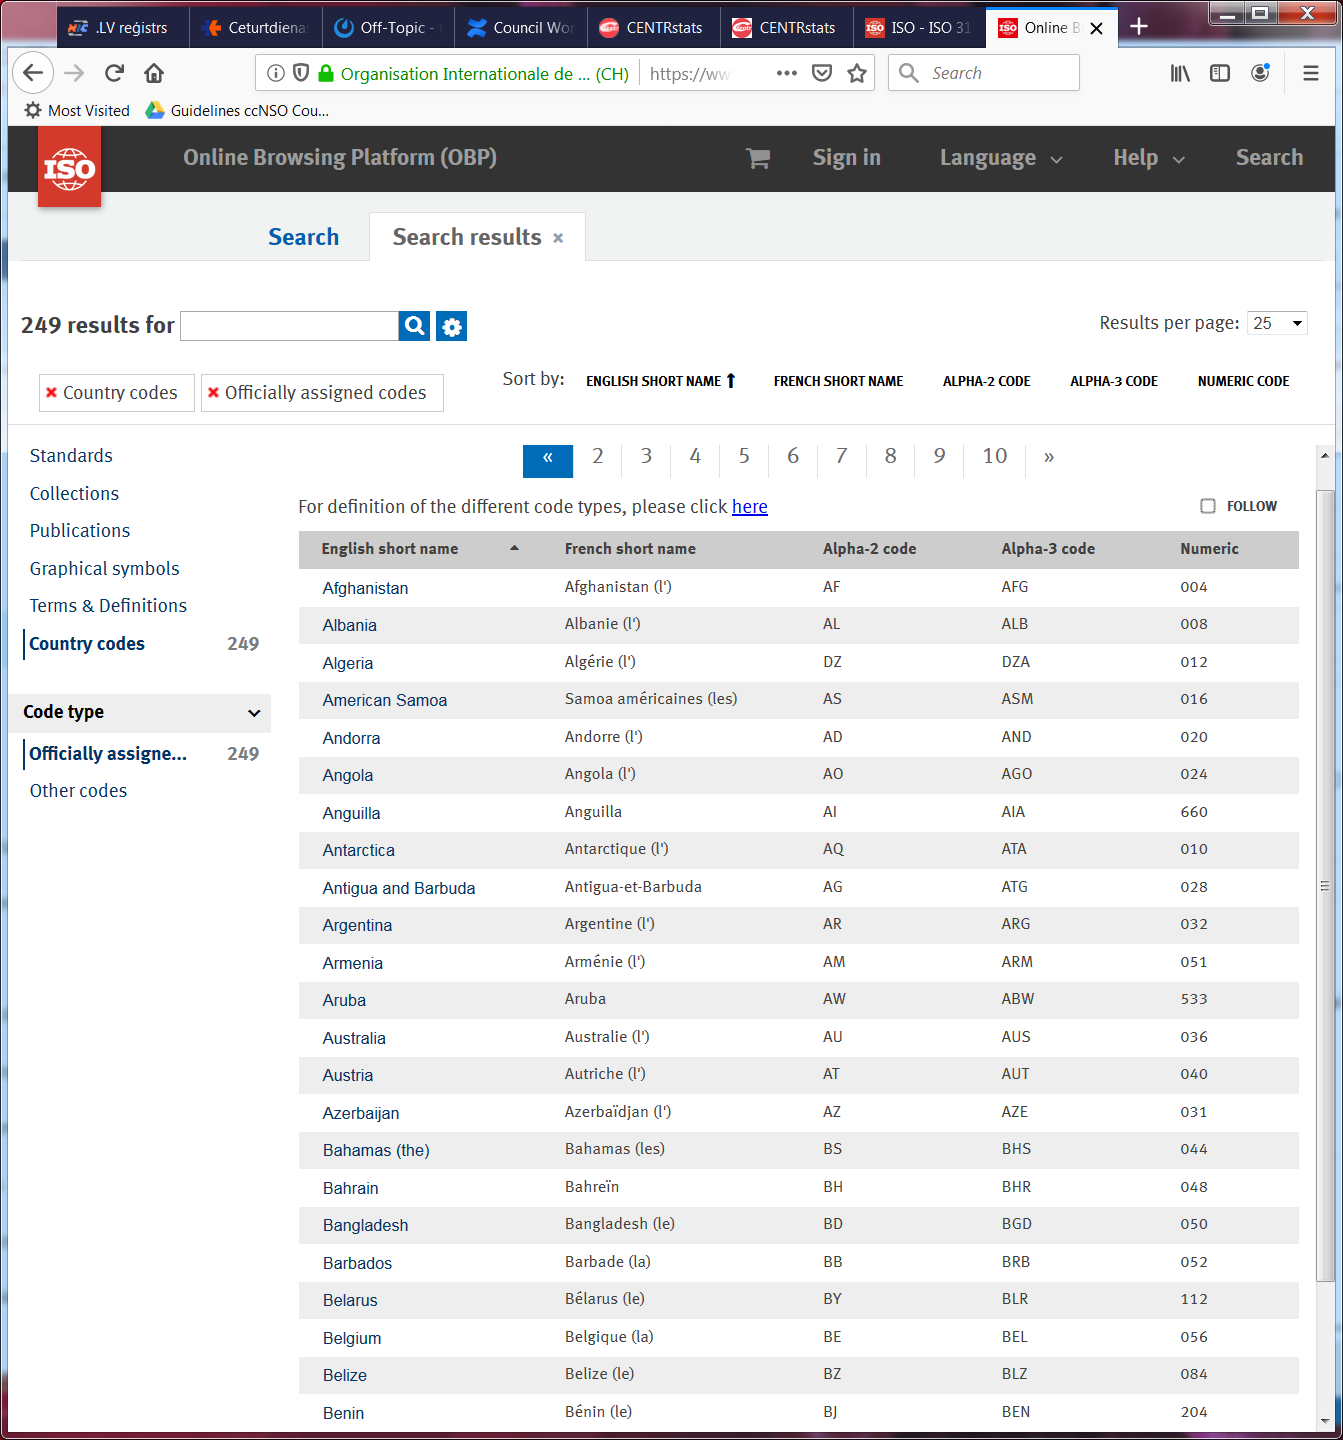 .LV reģistrs
Ceturtdiena
Off-Topic -
Council Wo
CENTRstats
CENTRstats
ISO - ISO 31
Online B
Organisation Internationale de ... (CH)
https://ww
Search
Most Visited
Guidelines ccNSO Cou...
ISO
Online Browsing Platform (OBP)
Sign in
Language
Help
Search
Search
Search results ×
249 results for
Results per page: 25
Country codes
Officially assigned codes
Sort by: ENGLISH SHORT NAME FRENCH SHORT NAME ALPHA-2 CODE ALPHA-3 CODE NUMERIC CODE
Standards
Collections
Publications
Graphical symbols
Terms & Definitions
Country codes 249
Code type
Officially assigne... 249
Other codes
« 2 3 4 5 6 7 8 9 10 »
For definition of the different code types, please click here
FOLLOW
English short name French short name Alpha-2 code Alpha-3 code Numeric
Afghanistan Afghanistan (l') AF AFG 004
Albania Albanie (l') AL ALB 008
Algeria Algérie (l') DZ DZA 012
American Samoa Samoa américaines (les) AS ASM 016
Andorra Andorre (l') AD AND 020
Angola Angola (l') AO AGO 024
Anguilla Anguilla AI AIA 660
Antarctica Antarctique (l') AQ ATA 010
Antigua and Barbuda Antigua-et-Barbuda AG ATG 028
Argentina Argentine (l') AR ARG 032
Armenia Arménie (l') AM ARM 051
Aruba Aruba AW ABW 533
Australia Australie (l') AU AUS 036
Austria Autriche (l') AT AUT 040
Azerbaijan Azerbaïdjan (l') AZ AZE 031
Bahamas (the) Bahamas (les) BS BHS 044
Bahrain Bahreïn BH BHR 048
Bangladesh Bangladesh (le) BD BGD 050
Barbados Barbade (la) BB BRB 052
Belarus Bélarus (le) BY BLR 112
Belgium Belgique (la) BE BEL 056
Belize Belize (le) BZ BLZ 084
Benin Bénin (le) BJ BEN 204